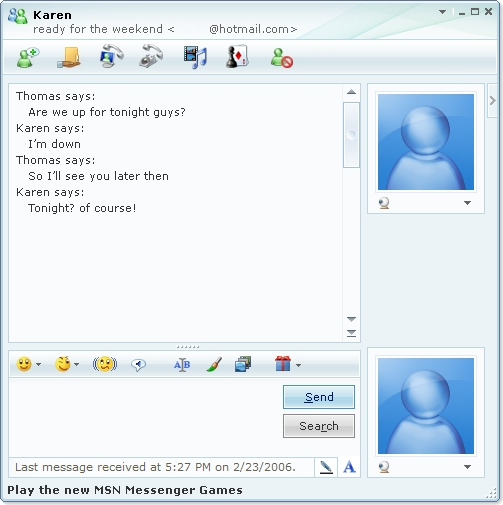 Karen
ready for the weekend <          @hotmail.com>
Thomas says:
Are we up for tonight guys?
Karen says:
I'm down
Thomas says:
So I'll see you later then
Karen says:
Tonight? of course!
Send
Search
Last message received at 5:27 PM on 2/23/2006.
A
Play the new MSN Messenger Games